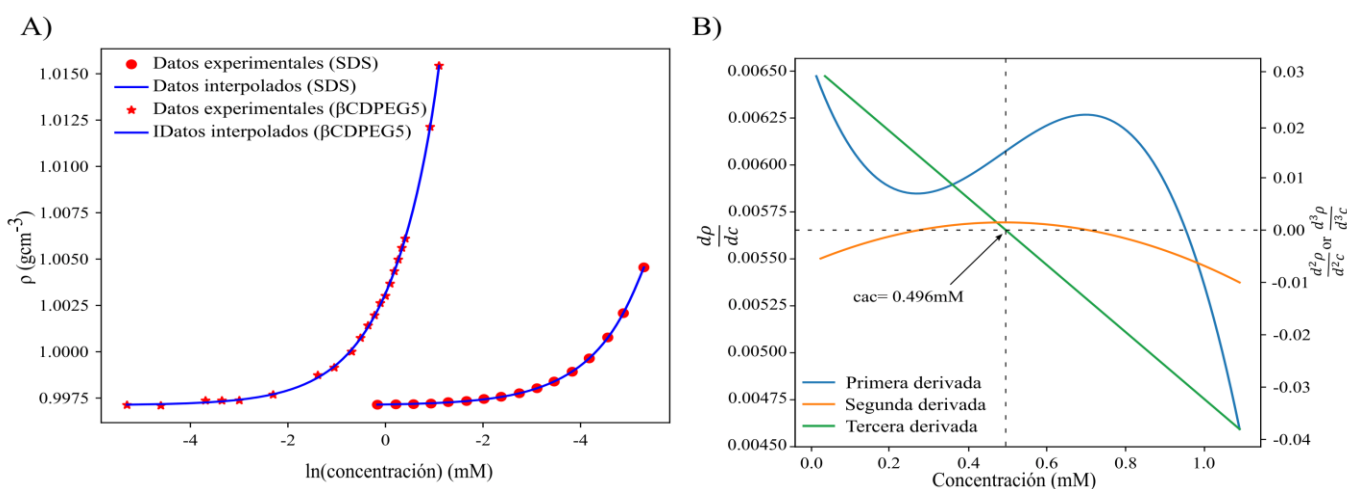 A)
Datos experimentales (SDS)
Datos interpolados (SDS)
Datos experimentales (βCDPEG5)
IDatos interpolados (βCDPEG5)
1.0150
1.0125
1.0100
1.0075
1.0050
1.0025
1.0000
0.9975
ρ (gcm⁻³)
-4
-2
0
-2
-4
ln(concentración) (mM)
B)
0.00650
0.00625
0.00600
0.00575
0.00550
0.00525
0.00500
0.00475
0.00450
dρ/dc
0.03
0.02
0.01
0.00
-0.01
-0.02
-0.03
-0.04
d²ρ/d²c or d³ρ/d³c
cac= 0.496mM
Primera derivada
Segunda derivada
Tercera derivada
0.0
0.2
0.4
0.6
0.8
1.0
Concentración (mM)